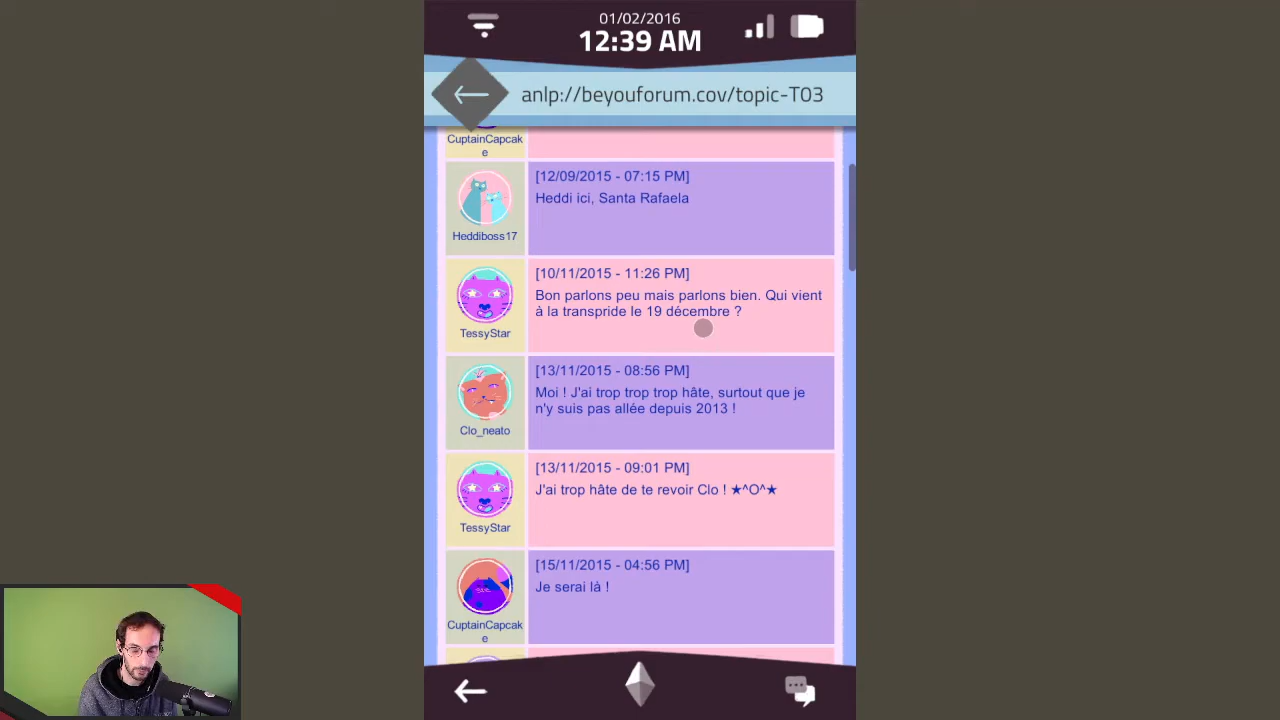 01/02/2016
12:39 AM
anlp://beyouforum.cov/topic-T03
CuptainCapcak
e
[12/09/2015 - 07:15 PM]
Heddi ici, Santa Rafaela
Heddiboss17
[10/11/2015 - 11:26 PM]
Bon parlons peu mais parlons bien. Qui vient
à la transpride le 19 décembre ?
TessyStar
[13/11/2015 - 08:56 PM]
Moi ! J'ai trop trop trop hâte, surtout que je
n'y suis pas allée depuis 2013 !
Clo_neato
[13/11/2015 - 09:01 PM]
J'ai trop hâte de te revoir Clo ! ★^O^★
TessyStar
[15/11/2015 - 04:56 PM]
Je serai là !
CuptainCapcak
e